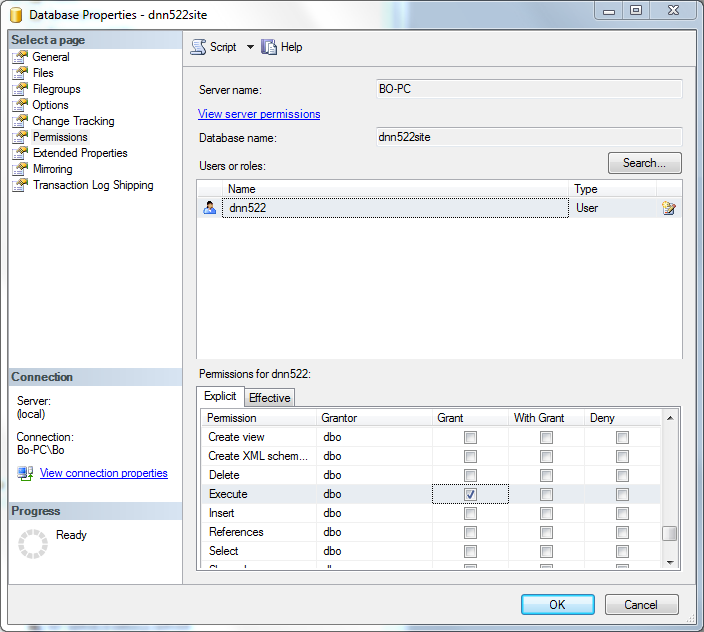 Database Properties - dnn522site
Select a page
General
Files
Filegroups
Options
Change Tracking
Permissions
Extended Properties
Mirroring
Transaction Log Shipping
Script Help
Server name: BO-PC
View server permissions
Database name: dnn522site
Users or roles: Search...
Name Type
dnn522 User
Permissions for dnn522:
Explicit Effective
Permission Grantor Grant With Grant Deny
Create view dbo
Create XML schem... dbo
Delete dbo
Execute dbo
Insert dbo
References dbo
Select dbo
Connection
Server:
(local)
Connection:
Bo-PC\Bo
View connection properties
Progress
Ready
OK Cancel